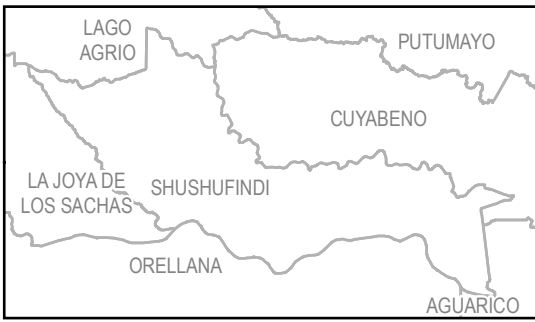 LAGO
AGRIO
PUTUMAYO
CUYABENO
LA JOYA DE
LOS SACHAS
SHUSHUFINDI
ORELLANA
AGUARICO